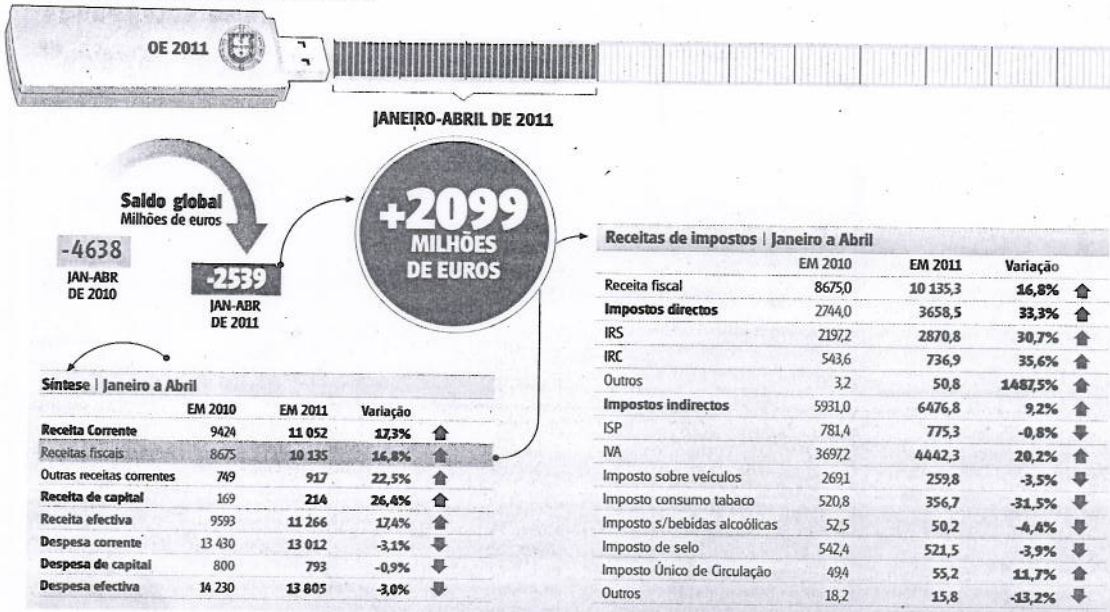 OE 2011
JANEIRO-ABRIL DE 2011
Saldo global
Milhões de euros
-4638
JAN-ABR
DE 2010
-2539
JAN-ABR
DE 2011
+2099
MILHÕES
DE EUROS
Síntese | Janeiro a Abril
EM 2010 EM 2011 Variação
Receita Corrente 9424 11 052 17,3%
Receitas fiscais 8675 10 135 16,8%
Outras receitas correntes 749 917 22,5%
Receita de capital 169 214 26,4%
Receita efectiva 9593 11 266 17,4%
Despesa corrente 13 430 13 012 -3,1%
Despesa de capital 800 793 -0,9%
Despesa efectiva 14 230 13 805 -3,0%
Receitas de impostos | Janeiro a Abril
EM 2010 EM 2011 Variação
Receita fiscal 8675,0 10 135,3 16,8%
Impostos directos 2744,0 3658,5 33,3%
IRS 2197,2 2870,8 30,7%
IRC 543,6 736,9 35,6%
Outros 3,2 50,8 1487,5%
Impostos indirectos 5931,0 6476,8 9,2%
ISP 781,4 775,3 -0,8%
IVA 3697,2 4442,3 20,2%
Imposto sobre veículos 269,1 259,8 -3,5%
Imposto consumo tabaco 520,8 356,7 -31,5%
Imposto s/bebidas alcoólicas 52,5 50,2 -4,4%
Imposto de selo 542,4 521,5 -3,9%
Imposto Único de Circulação 49,4 55,2 11,7%
Outros 18,2 15,8 -13,2%